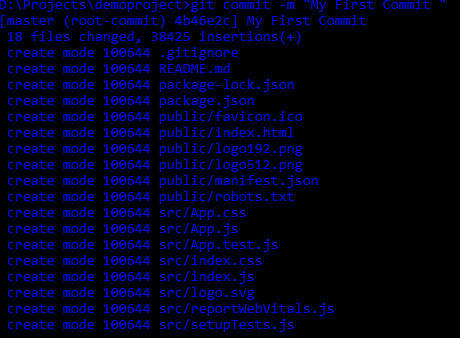 D:\Projects\demoproject>git commit -m "My First Commit "
[master (root-commit) 4b46e2c] My First Commit
18 files changed, 38425 insertions(+)
create mode 100644 .gitignore
create mode 100644 README.md
create mode 100644 package-lock.json
create mode 100644 package.json
create mode 100644 public/favicon.ico
create mode 100644 public/index.html
create mode 100644 public/logo192.png
create mode 100644 public/logo512.png
create mode 100644 public/manifest.json
create mode 100644 public/robots.txt
create mode 100644 src/App.css
create mode 100644 src/App.js
create mode 100644 src/App.test.js
create mode 100644 src/index.css
create mode 100644 src/index.js
create mode 100644 src/logo.svg
create mode 100644 src/reportWebVitals.js
create mode 100644 src/setupTests.js